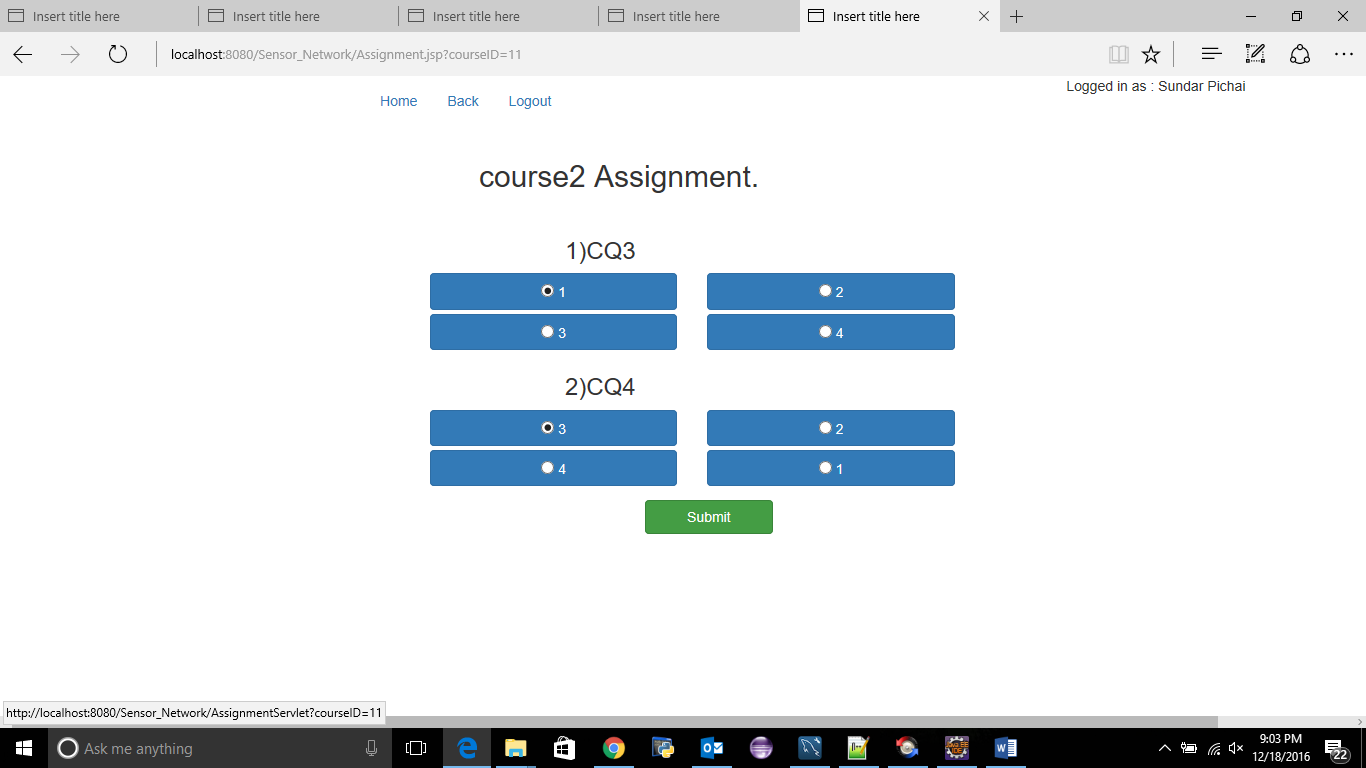 Insert title here Insert title here Insert title here Insert title here Insert title here
localhost:8080/Sensor_Network/Assignment.jsp?courseID=11
Logged in as : Sundar Pichai
Home Back Logout
course2 Assignment.
1)CQ3
1 2
3 4
2)CQ4
3 2
4 1
Submit
http://localhost:8080/Sensor_Network/AssignmentServlet?courseID=11
Ask me anything
9:03 PM
12/18/2016
22